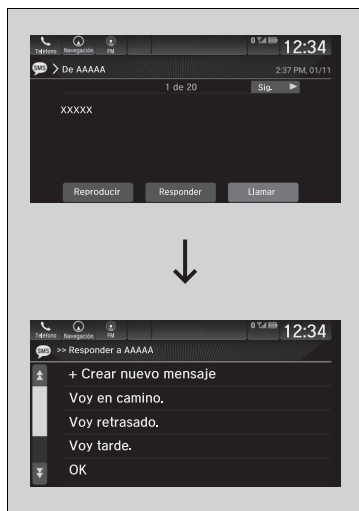 Teléfono Navegación FM 12:34
SMS De AAAAA 2:37 PM, 01/11
1 de 20 Sig.
XXXXX
Reproducir Responder Llamar
Teléfono Navegación FM 12:34
SMS >> Responder a AAAAA
+ Crear nuevo mensaje
Voy en camino.
Voy retrasado.
Voy tarde.
OK